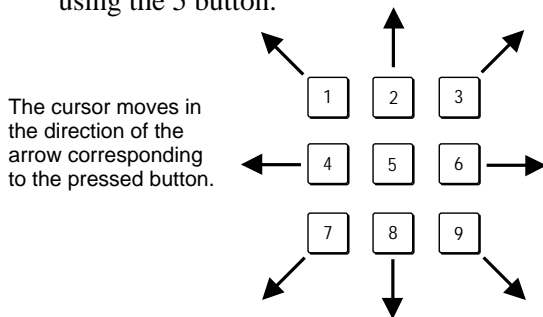 using the 5 button.
The cursor moves in
the direction of the
arrow corresponding
to the pressed button.
1 2 3
4 5 6
7 8 9